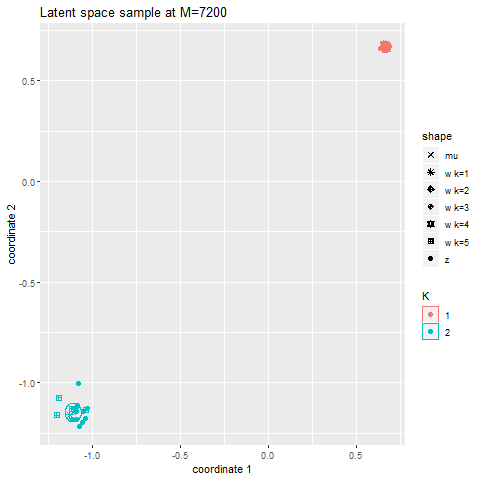 Latent space sample at M=7200
0.5
0.0
-0.5
-1.0
coordinate 2
-1.0
-0.5
0.0
0.5
coordinate 1
shape
mu
w k=1
w k=2
w k=3
w k=4
w k=5
z
K
1
2